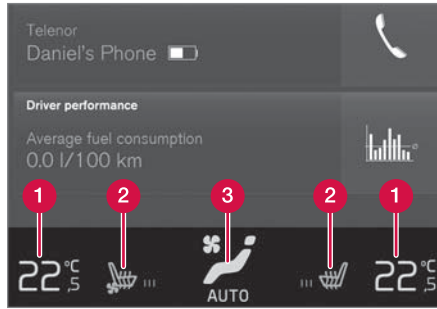 Telenor
Daniel's Phone
Driver performance
Average fuel consumption
0.0 l/100 km
1 2 3 2 1
22,5 °C AUTO 22,5 °C